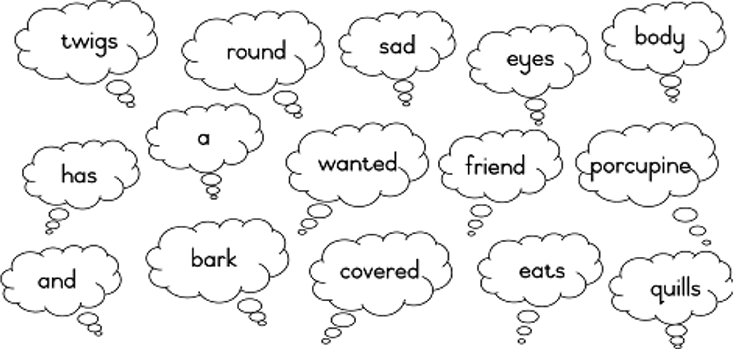 twigs
round
sad
eyes
body
has
a
wanted
friend
porcupine
and
bark
covered
eats
quills